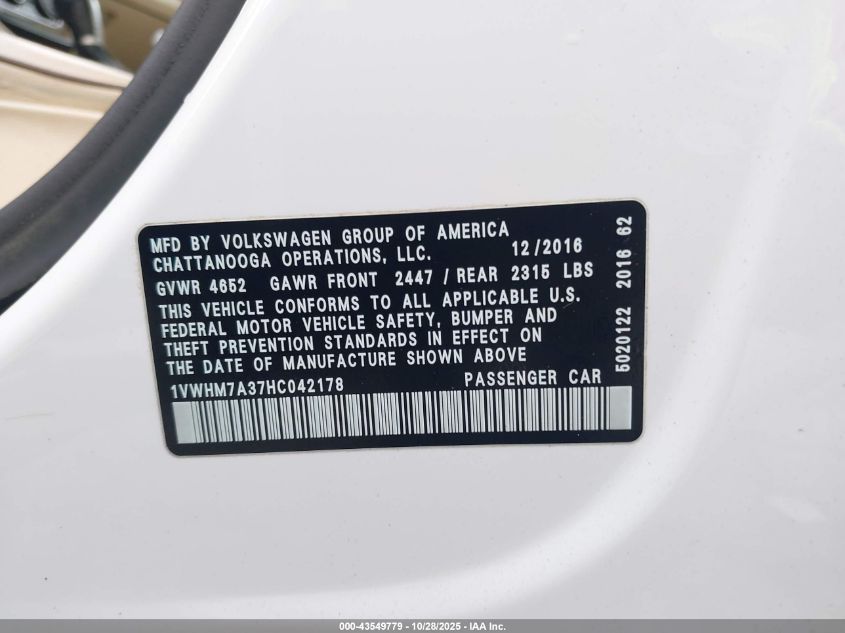 MFD BY VOLKSWAGEN GROUP OF AMERICA
CHATTANOOGA OPERATIONS, LLC. 12/2016
GVWR 4652 GAWR FRONT 2447 / REAR 2315 LBS
THIS VEHICLE CONFORMS TO ALL APPLICABLE U.S.
FEDERAL MOTOR VEHICLE SAFETY, BUMPER AND
THEFT PREVENTION STANDARDS IN EFFECT ON
THE DATE OF MANUFACTURE SHOWN ABOVE
1VWHM7A37HC042178 PASSENGER CAR
5020122 2016 62
000-43549779 | 10/28/2025 - IAA Inc.